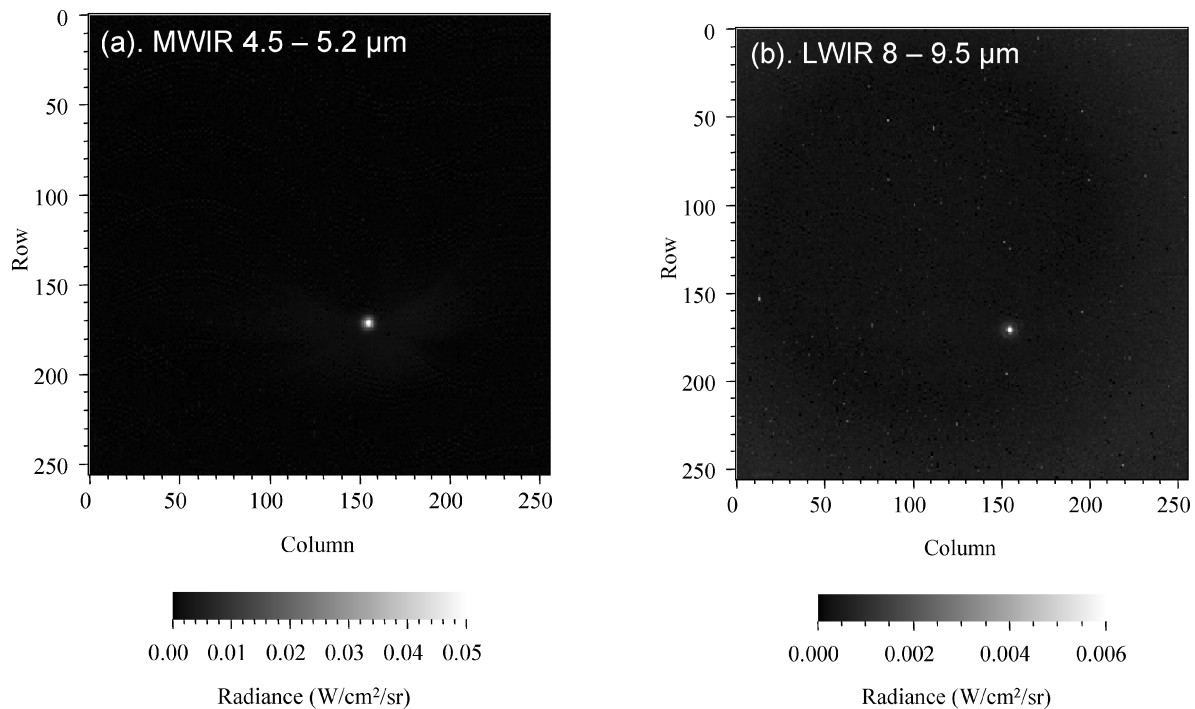 (a). MWIR 4.5 – 5.2 µm
0
50
100
150
200
250
Row
0 50 100 150 200 250
Column
0.00 0.01 0.02 0.03 0.04 0.05
Radiance (W/cm²/sr)
(b). LWIR 8 – 9.5 µm
0
50
100
150
200
250
Row
0 50 100 150 200 250
Column
0.000 0.002 0.004 0.006
Radiance (W/cm²/sr)